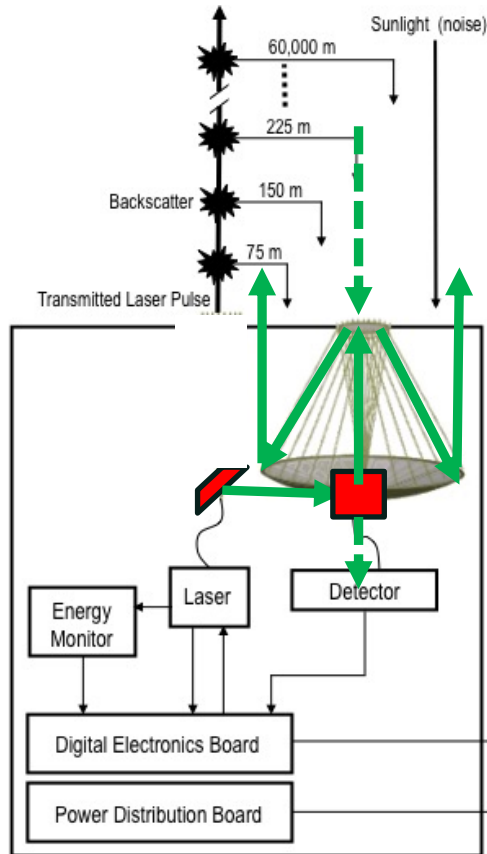 60,000 m
Sunlight (noise)
225 m
Backscatter
150 m
75 m
Transmitted Laser Pulse
Laser
Detector
Energy
Monitor
Digital Electronics Board
Power Distribution Board